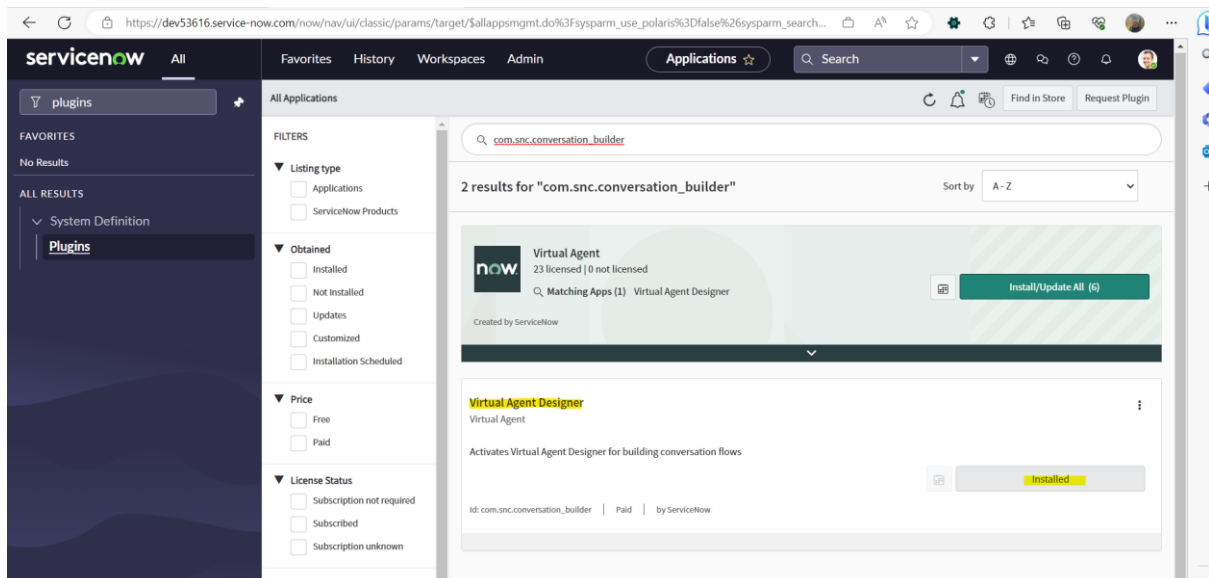 https://dev53616.service-now.com/now/nav/ui/classic/params/target/$allappsmgmt.do%3Fsysparm_use_polaris%3Dfalse%26sysparm_search...
servicenow All Favorites History Workspaces Admin Applications Search
plugins
FAVORITES
No Results
ALL RESULTS
System Definition
Plugins
All Applications Find in Store Request Plugin
FILTERS
Listing type
Applications
ServiceNow Products
Obtained
Installed
Not Installed
Updates
Customized
Installation Scheduled
Price
Free
Paid
License Status
Subscription not required
Subscribed
Subscription unknown
com.snc.conversation_builder
2 results for "com.snc.conversation_builder" Sort by A - Z
now.
Virtual Agent
23 licensed | 0 not licensed
Matching Apps (1) Virtual Agent Designer
Install/Update All (6)
Created by ServiceNow
Virtual Agent Designer
Virtual Agent
Activates Virtual Agent Designer for building conversation flows
Installed
Id: com.snc.conversation_builder | Paid | by ServiceNow